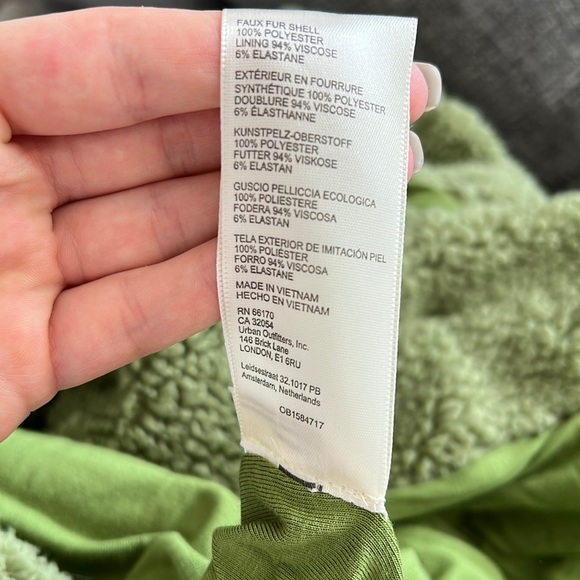 FAUX FUR SHELL
100% POLYESTER
LINING 94% VISCOSE
6% ELASTANE
EXTÉRIEUR EN FOURRURE
SYNTHÉTIQUE 100% POLYESTER
DOUBLURE 94% VISCOSE
6% ÉLASTHANNE
KUNSTPELZ-OBERSTOFF
100% POLYESTER
FUTTER 94% VISKOSE
6% ELASTAN
GUSCIO PELLICCIA ECOLOGICA
100% POLIESTERE
FODERA 94% VISCOSA
6% ELASTAN
TELA EXTERIOR DE IMITACIÓN PIEL
100% POLIÉSTER
FORRO 94% VISCOSA
6% ELASTANE
MADE IN VIETNAM
HECHO EN VIETNAM
RN 66170
CA 32054
Urban Outfitters, Inc.
146 Brick Lane
LONDON, E1 6RU
Leidsestraat 32,1017 PB
Amsterdam, Netherlands
OB1584717